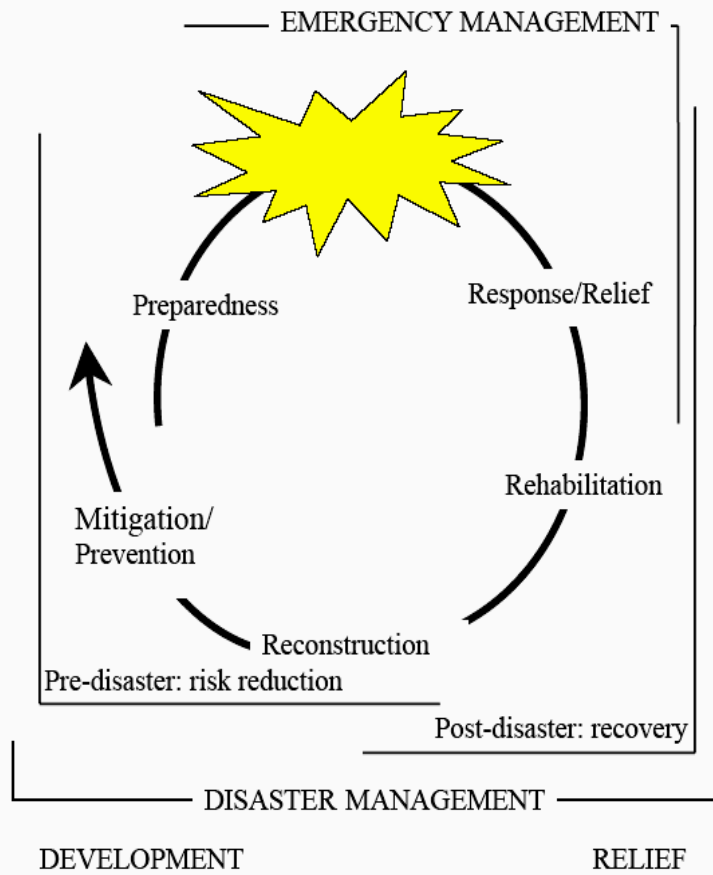 EMERGENCY MANAGEMENT
Preparedness
Response/Relief
Rehabilitation
Mitigation/
Prevention
Reconstruction
Pre-disaster: risk reduction
Post-disaster: recovery
DISASTER MANAGEMENT
DEVELOPMENT
RELIEF